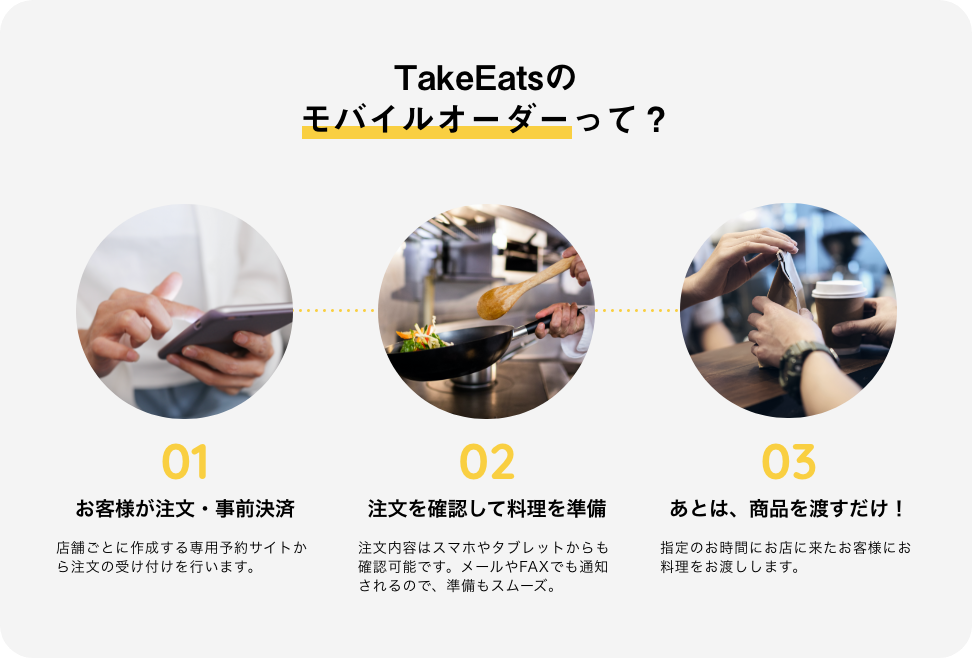 TakeEatsの
モバイルオーダーって？
01
お客様が注文・事前決済
店舗ごとに作成する専用予約サイトか
ら注文の受け付けを行います。
02
注文を確認して料理を準備
注文内容はスマホやタブレットからも
確認可能です。メールやFAXでも通知
されるので、準備もスムーズ。
03
あとは、商品を渡すだけ！
指定のお時間にお店に来たお客様にお
料理をお渡しします。